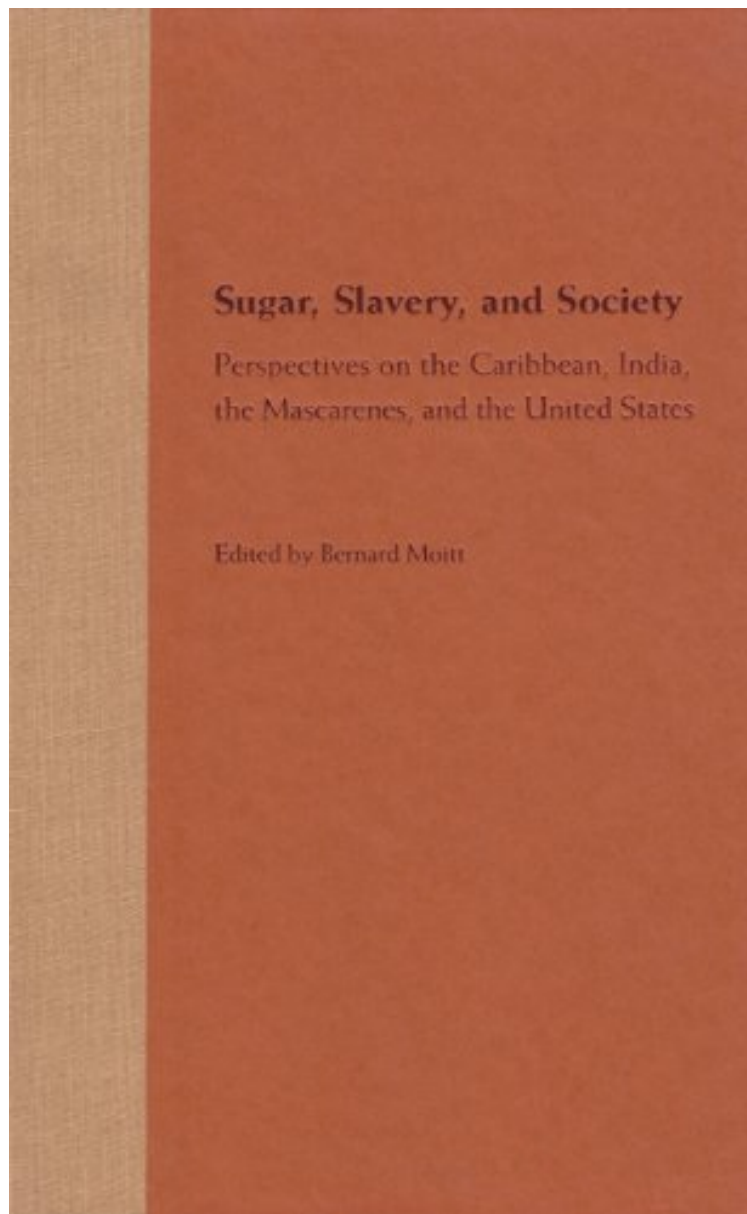 Sugar, Slavery, and Society
Perspectives on the Caribbean, India,
the Mascarenes, and the United States
Edited by Bernard Moitt